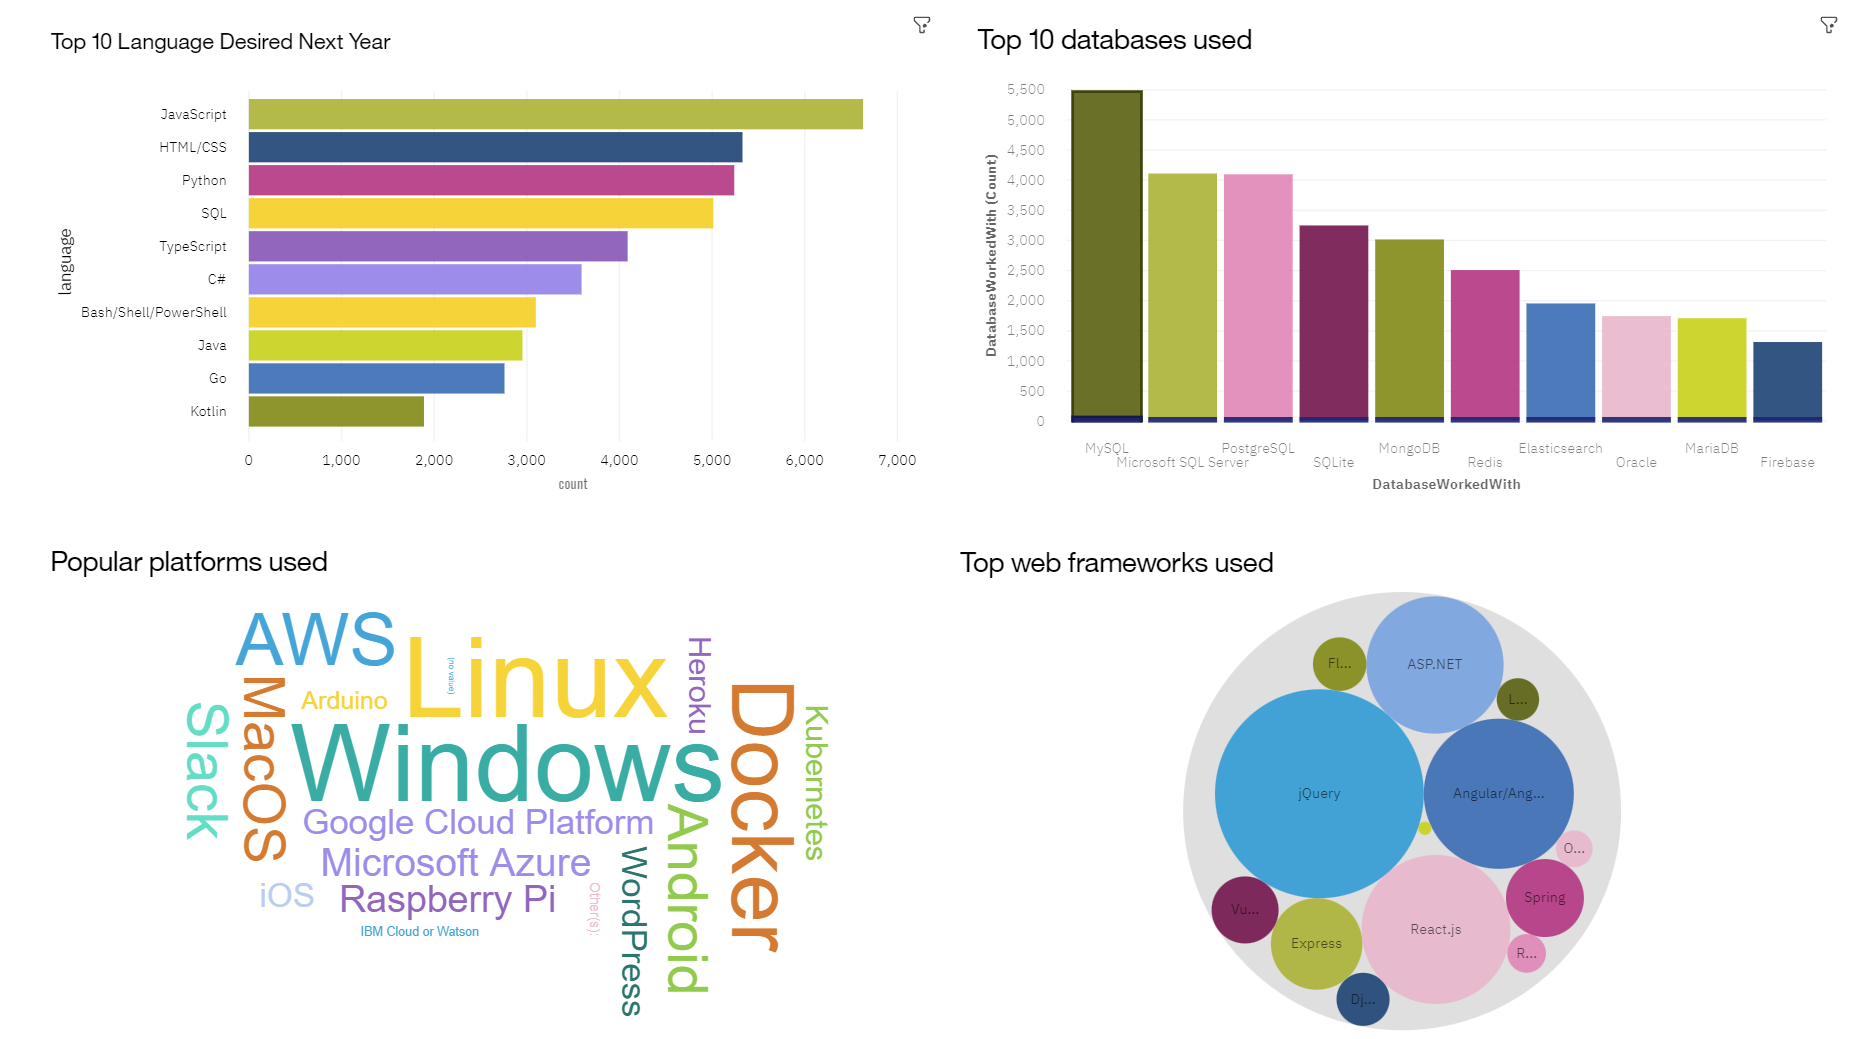 Top 10 Language Desired Next Year
language
JavaScript
HTML/CSS
Python
SQL
TypeScript
C#
Bash/Shell/PowerShell
Java
Go
Kotlin
0 1,000 2,000 3,000 4,000 5,000 6,000 7,000
count
Top 10 databases used
DatabaseWorkedWith (Count)
5,500
5,000
4,500
4,000
3,500
3,000
2,500
2,000
1,500
1,000
500
0
MySQL PostgreSQL MongoDB Elasticsearch MariaDB
Microsoft SQL Server SQLite Redis Oracle Firebase
DatabaseWorkedWith
Popular platforms used
AWS
Linux
(no value)
Heroku
Arduino
Slack
MacOS
Windows
Docker
Kubernetes
Google Cloud Platform
Microsoft Azure
Android
iOS
Raspberry Pi
Other(s):
WordPress
IBM Cloud or Watson
Top web frameworks used
Fl...
ASP.NET
L...
jQuery
Angular/Ang...
O...
Spring
Vu...
Express
React.js
R...
Dj...